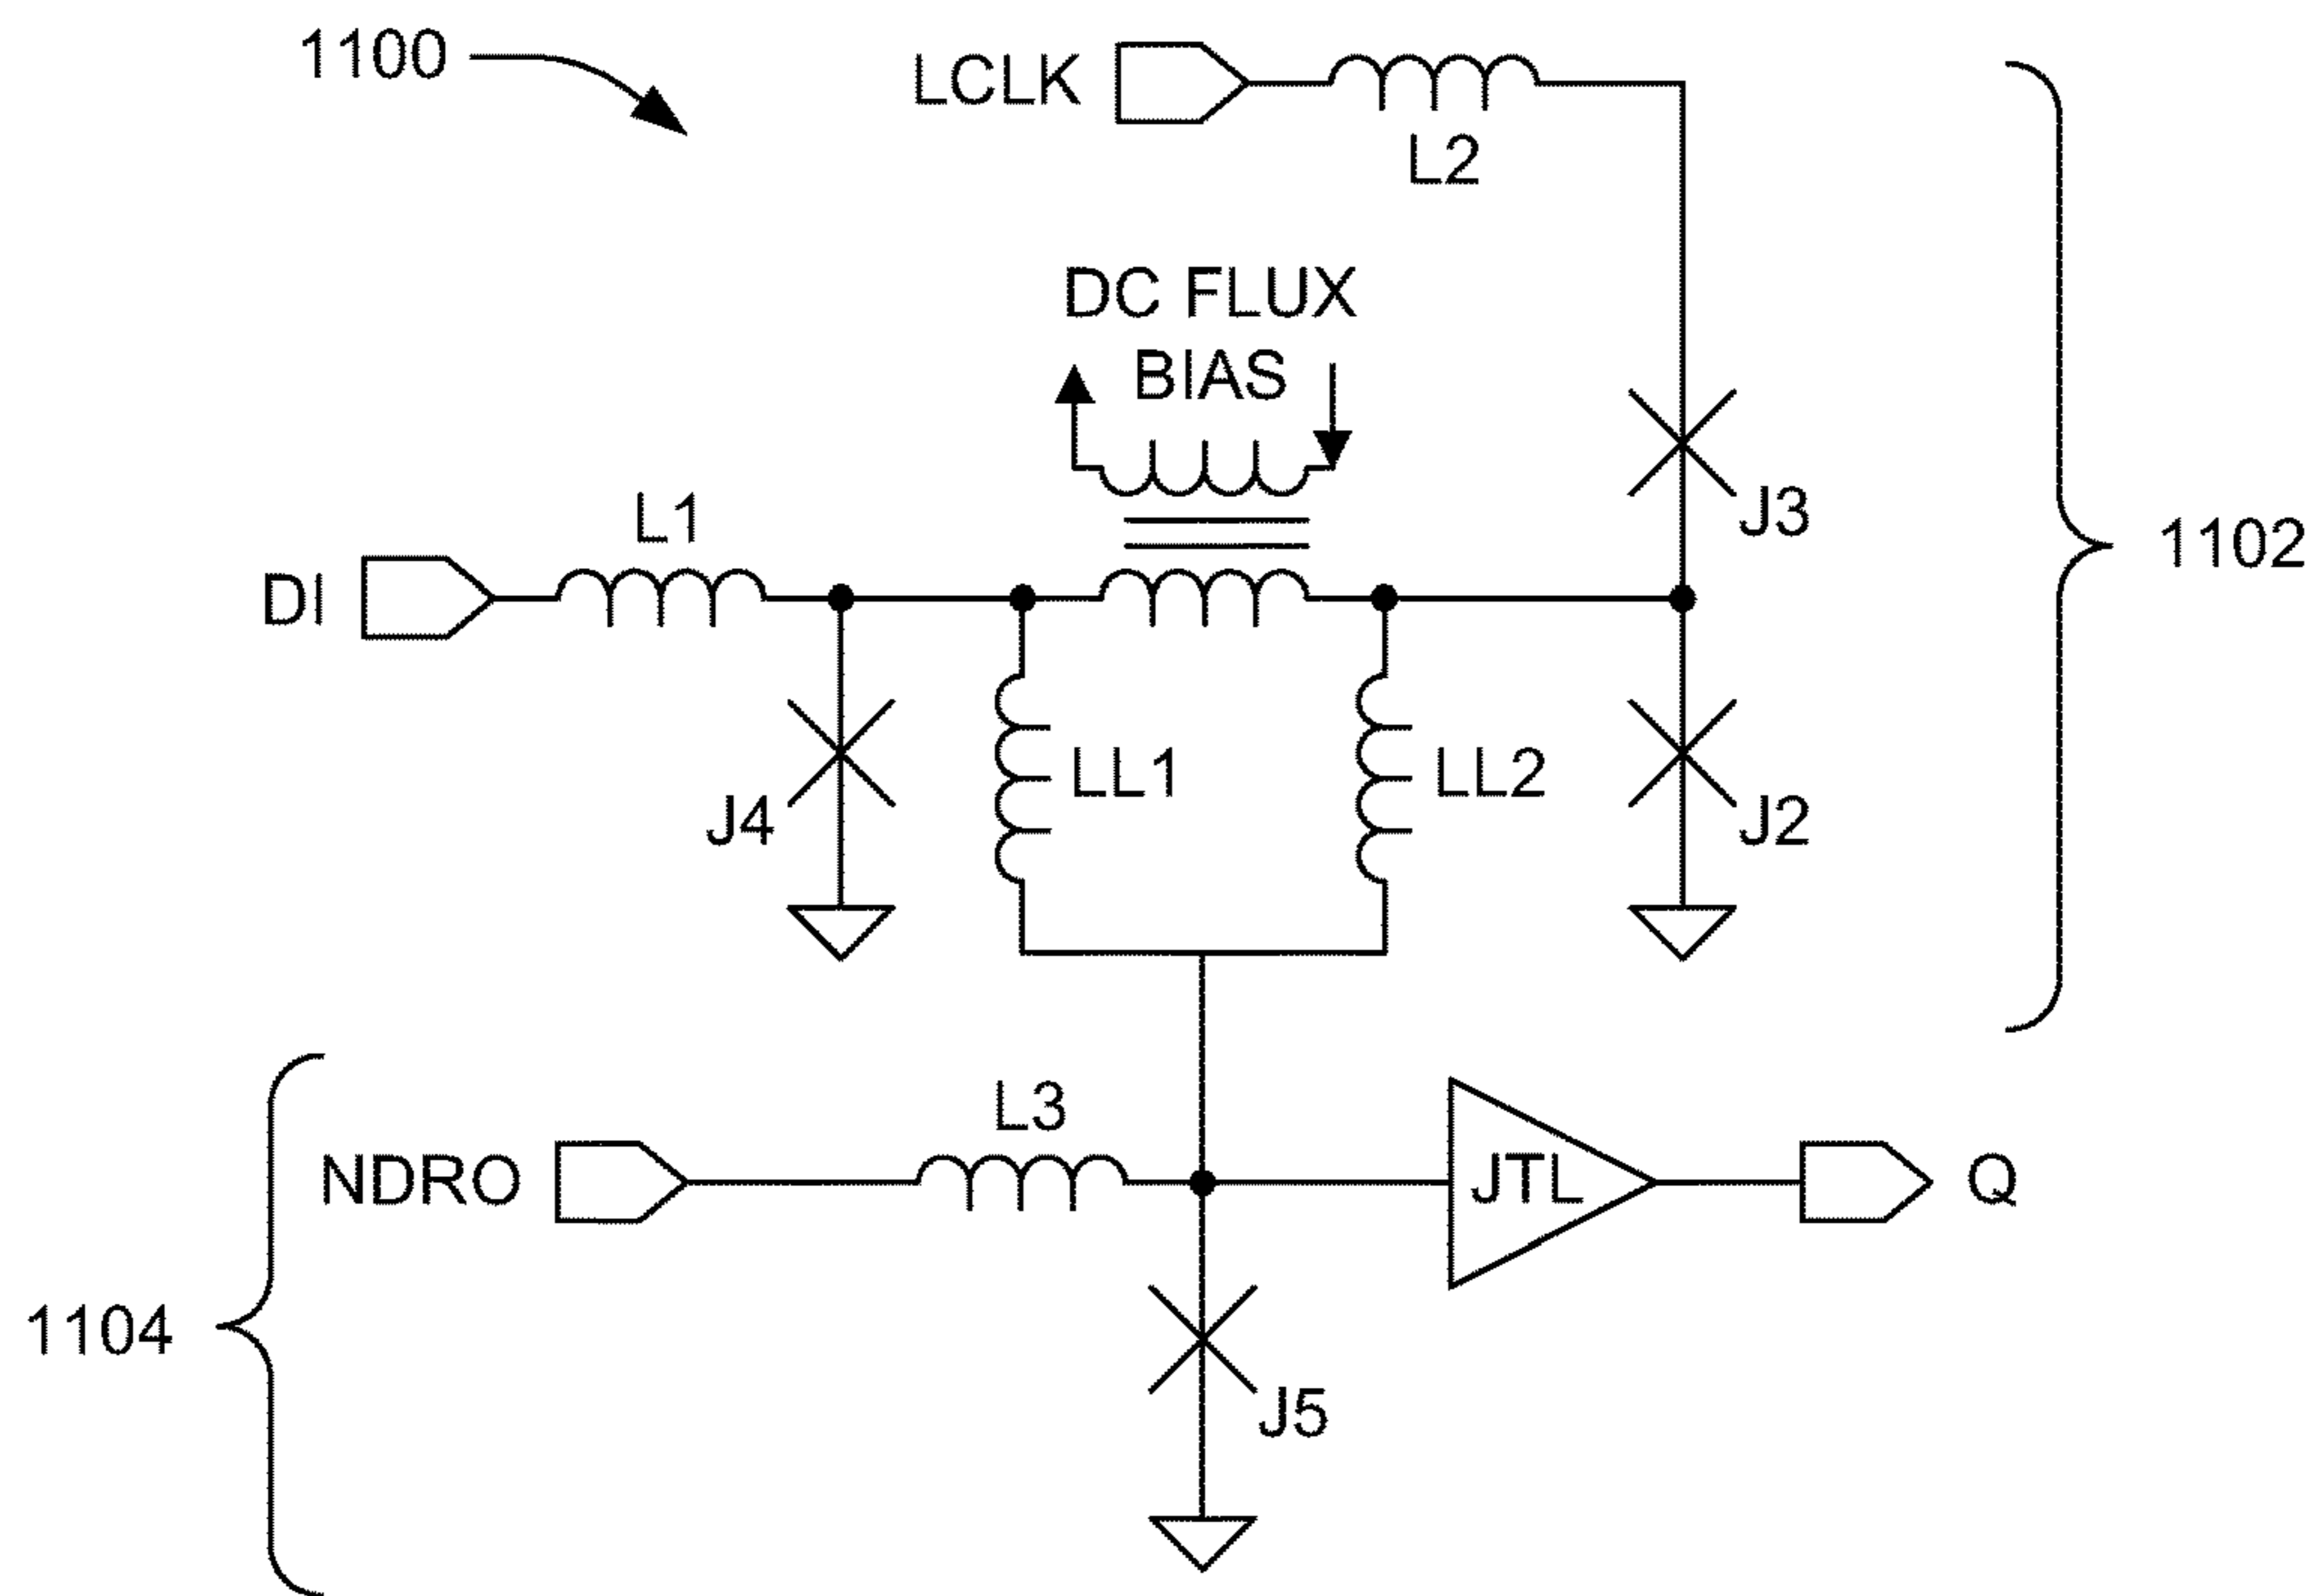 1100
LCLK
L2
DC FLUX
BIAS
L1
J3
1102
DI
LL1
LL2
J4
J2
L3
NDRO
JTL
Q
1104
J5